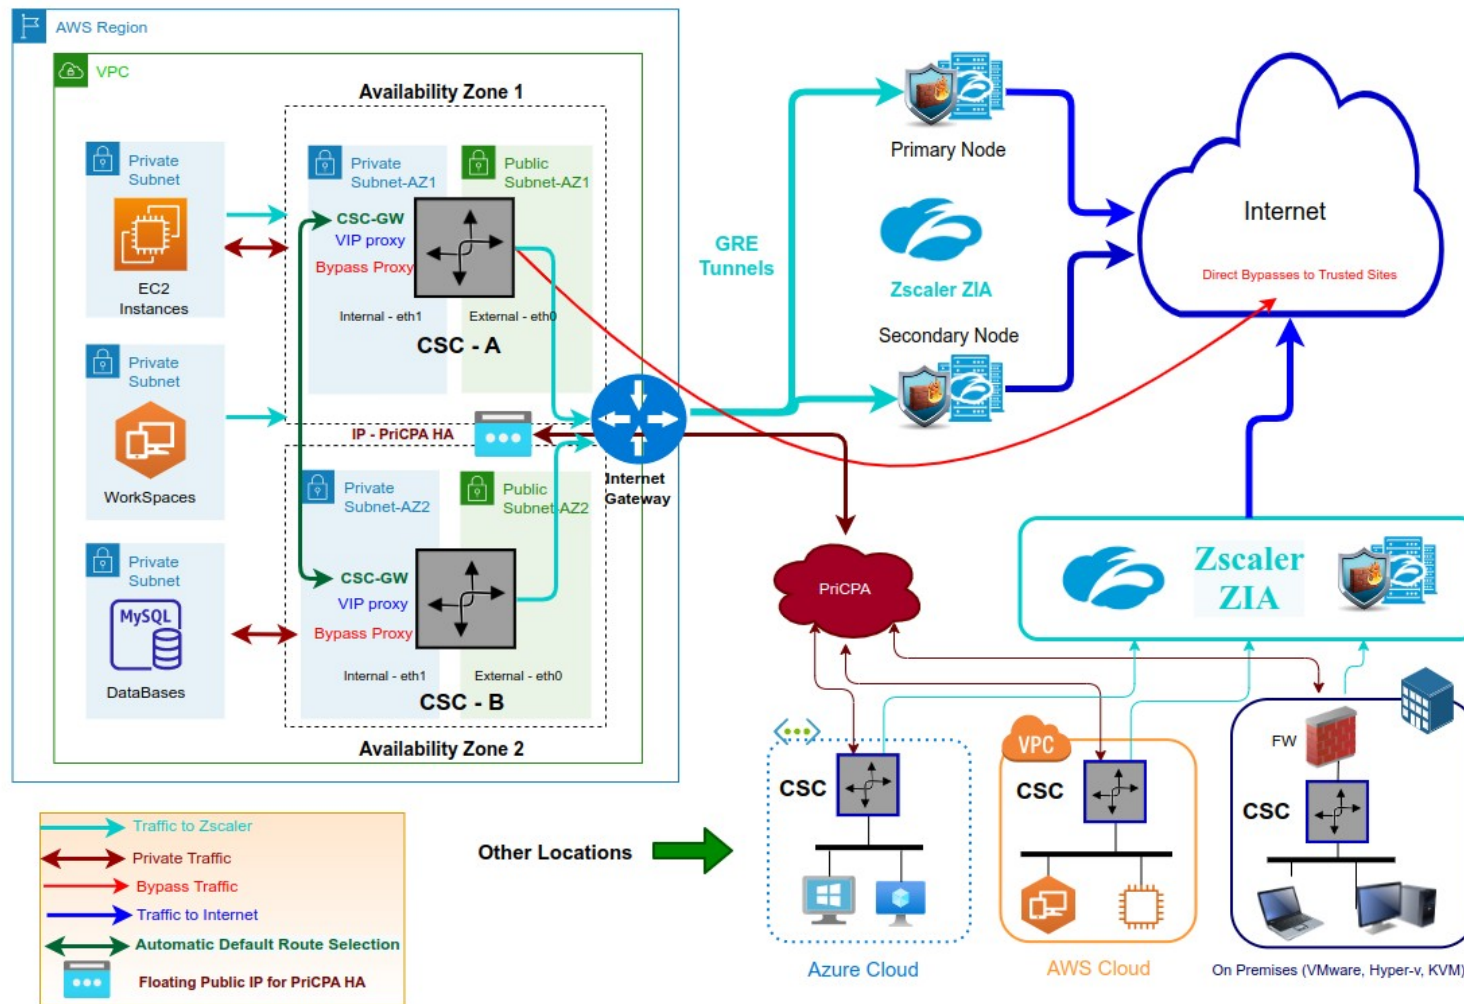 AWS Region
VPC
Availability Zone 1
Private
Subnet
EC2
Instances
Private
Subnet-AZ1
Public
Subnet-AZ1
CSC-GW
VIP proxy
Bypass Proxy
Internal - eth1
External - eth0
CSC - A
Private
Subnet
WorkSpaces
IP - PriCPA HA
Internet
Gateway
Private
Subnet
MySQL
DataBases
Private
Subnet-AZ2
Public
Subnet-AZ2
CSC-GW
VIP proxy
Bypass Proxy
Internal - eth1
External - eth0
CSC - B
Availability Zone 2
GRE
Tunnels
Primary Node
Zscaler ZIA
Secondary Node
Internet
Direct Bypasses to Trusted Sites
PriCPA
Zscaler
ZIA
Traffic to Zscaler
Private Traffic
Bypass Traffic
Traffic to Internet
Automatic Default Route Selection
Floating Public IP for PriCPA HA
Other Locations
CSC
Azure Cloud
VPC
CSC
AWS Cloud
FW
CSC
On Premises (VMware, Hyper-v, KVM)